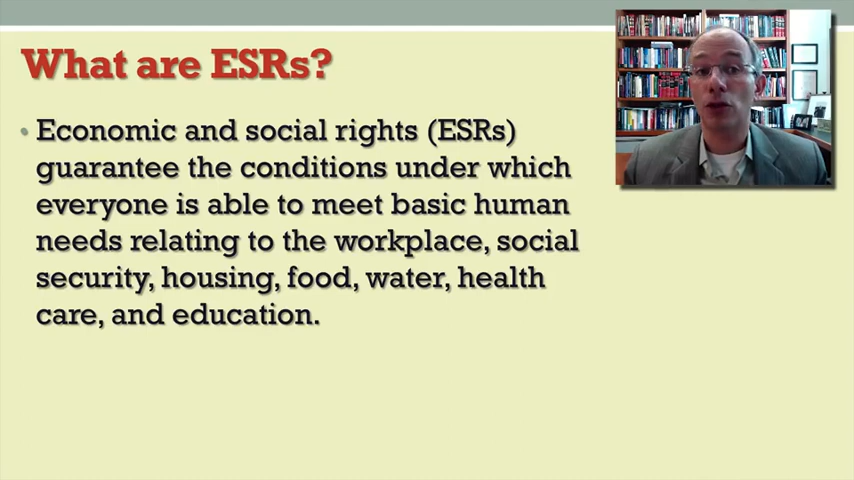 What are ESRs?
• Economic and social rights (ESRs)
guarantee the conditions under which
everyone is able to meet basic human
needs relating to the workplace, social
security, housing, food, water, health
care, and education.